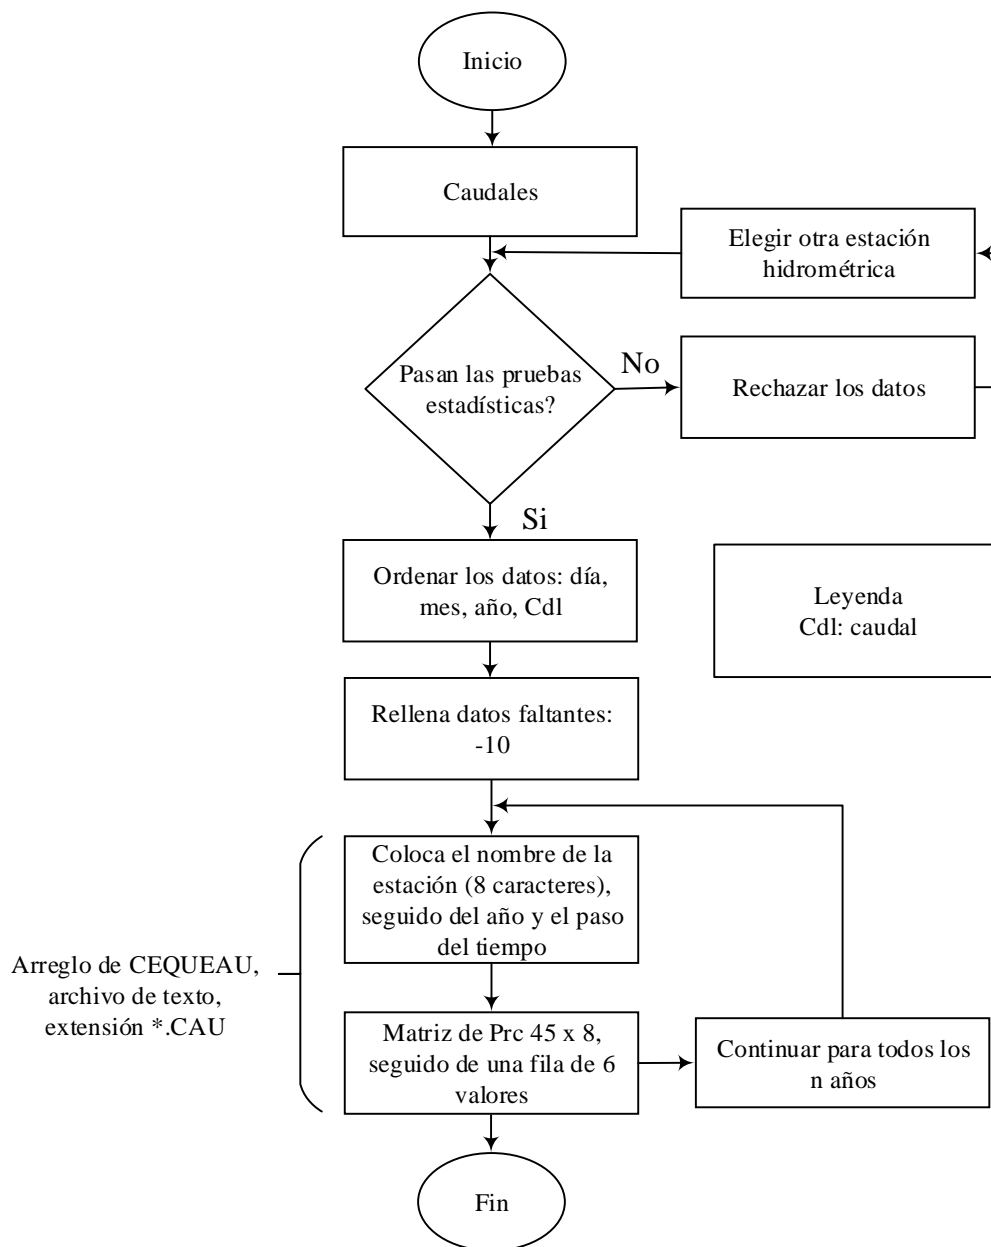 Inicio
Caudales
Elegir otra estación
hidrométrica
Pasan las pruebas
estadísticas?
No
Rechazar los datos
Si
Ordenar los datos: día,
mes, año, Cdl
Leyenda
Cdl: caudal
Rellena datos faltantes:
-10
Coloca el nombre de la
estación (8 caracteres),
seguido del año y el paso
del tiempo
Arreglo de CEQUEAU,
archivo de texto,
extensión *.CAU
Matriz de Prc 45 x 8,
seguido de una fila de 6
valores
Continuar para todos los
n años
Fin